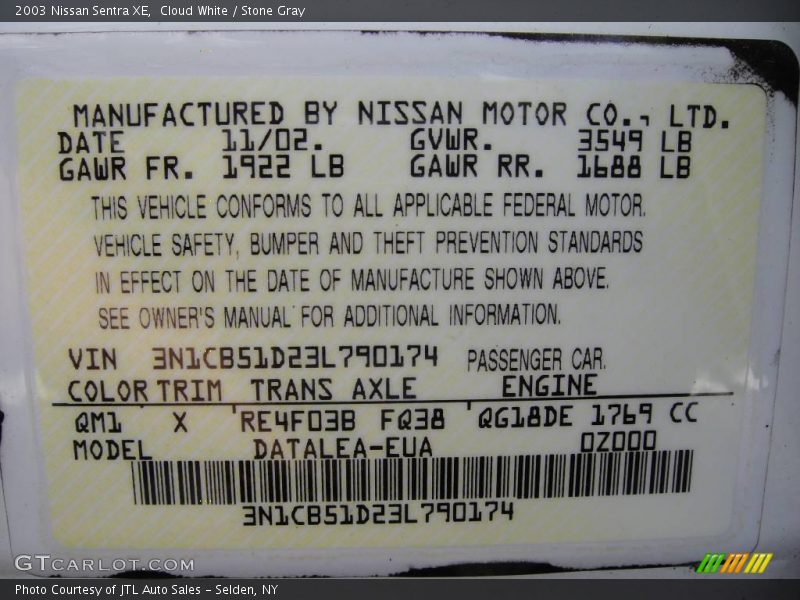 2003 Nissan Sentra XE, Cloud White / Stone Gray
MANUFACTURED BY NISSAN MOTOR CO., LTD.
DATE 11/02. GVWR. 3549 LB
GAWR FR. 1922 LB GAWR RR. 1688 LB
THIS VEHICLE CONFORMS TO ALL APPLICABLE FEDERAL MOTOR.
VEHICLE SAFETY, BUMPER AND THEFT PREVENTION STANDARDS
IN EFFECT ON THE DATE OF MANUFACTURE SHOWN ABOVE.
SEE OWNER'S MANUAL FOR ADDITIONAL INFORMATION.
VIN 3N1CB51D23L790174 PASSENGER CAR.
COLOR TRIM TRANS AXLE ENGINE
QM1 X RE4F03B FQ38 QG18DE 1769 CC
MODEL DATALEA-EUA 0Z000
3N1CB51D23L790174
GTCARLOT.COM
Photo Courtesy of JTL Auto Sales - Selden, NY